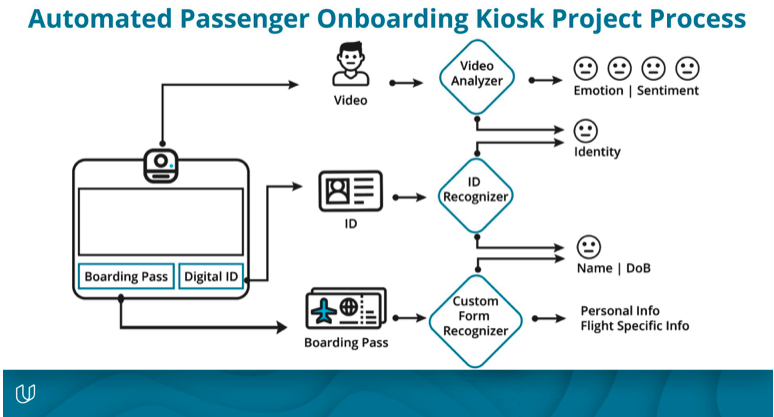 Automated Passenger Onboarding Kiosk Project Process
Video
Video
Analyzer
Emotion | Sentiment
Identity
ID
ID
Recognizer
Name | DoB
Boarding Pass
Digital ID
Boarding Pass
Custom
Form
Recognizer
Personal Info
Flight Specific Info